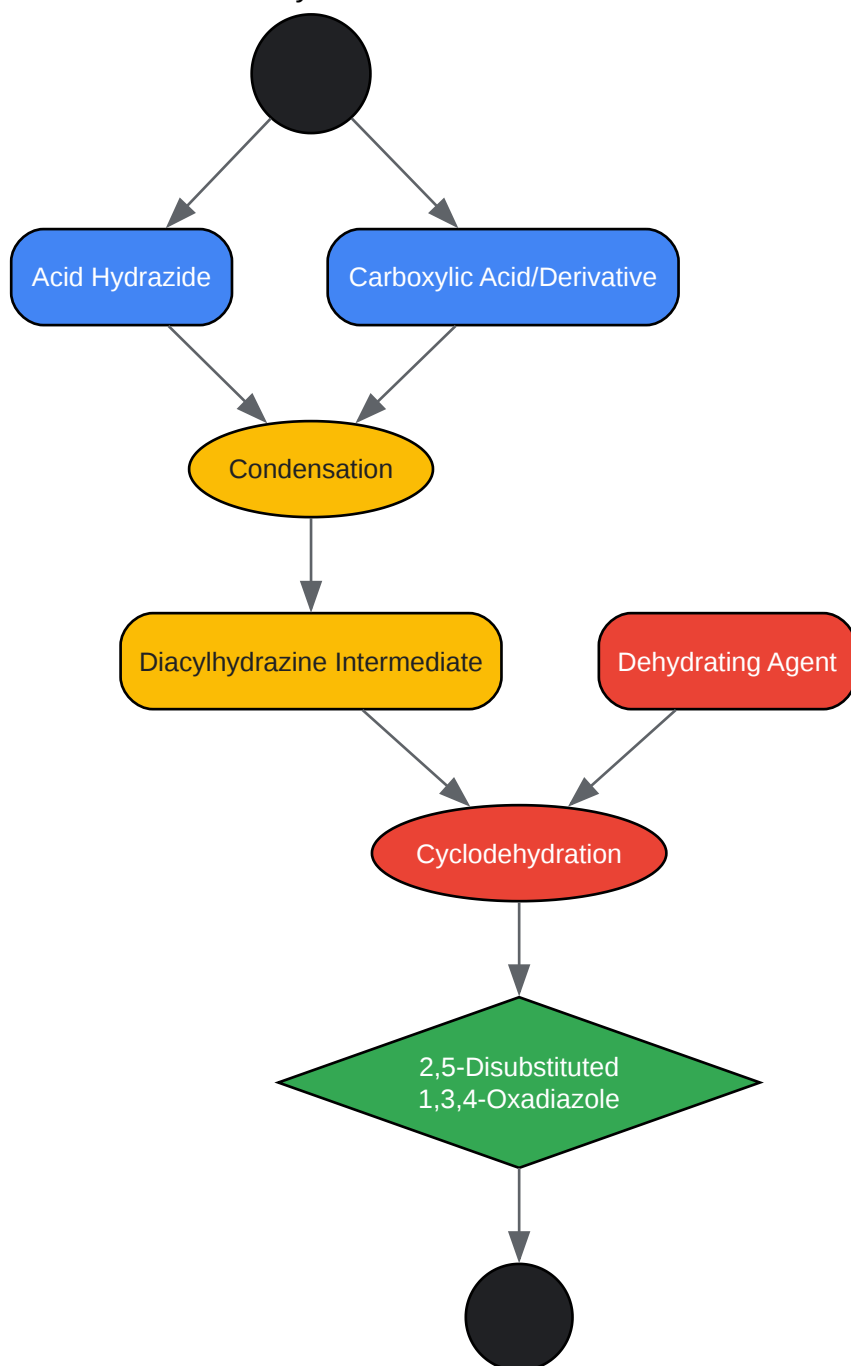 Acid Hydrazide
Carboxylic Acid/Derivative
Condensation
Diacylhydrazine Intermediate
Dehydrating Agent
Cyclodehydration
2,5-Disubstituted
1,3,4-Oxadiazole